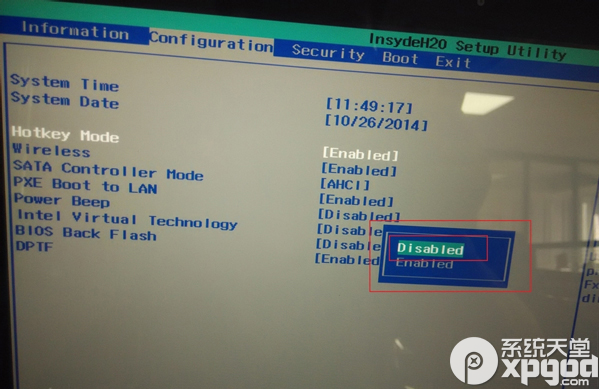 InsydeH20 Setup Utility
Information Configuration Security Boot Exit
System Time [11:49:17]
System Date [10/26/2014]
Hotkey Mode [Enabled]
Wireless [Enabled]
SATA Controller Mode [AHCI]
PXE Boot to LAN [Enabled]
Power Beep [Disabled]
Intel Virtual Technology [Disable
BIOS Back Flash [Disable
DPTF [Enabled
Disabled
Enabled
系统天堂
xpgod.com